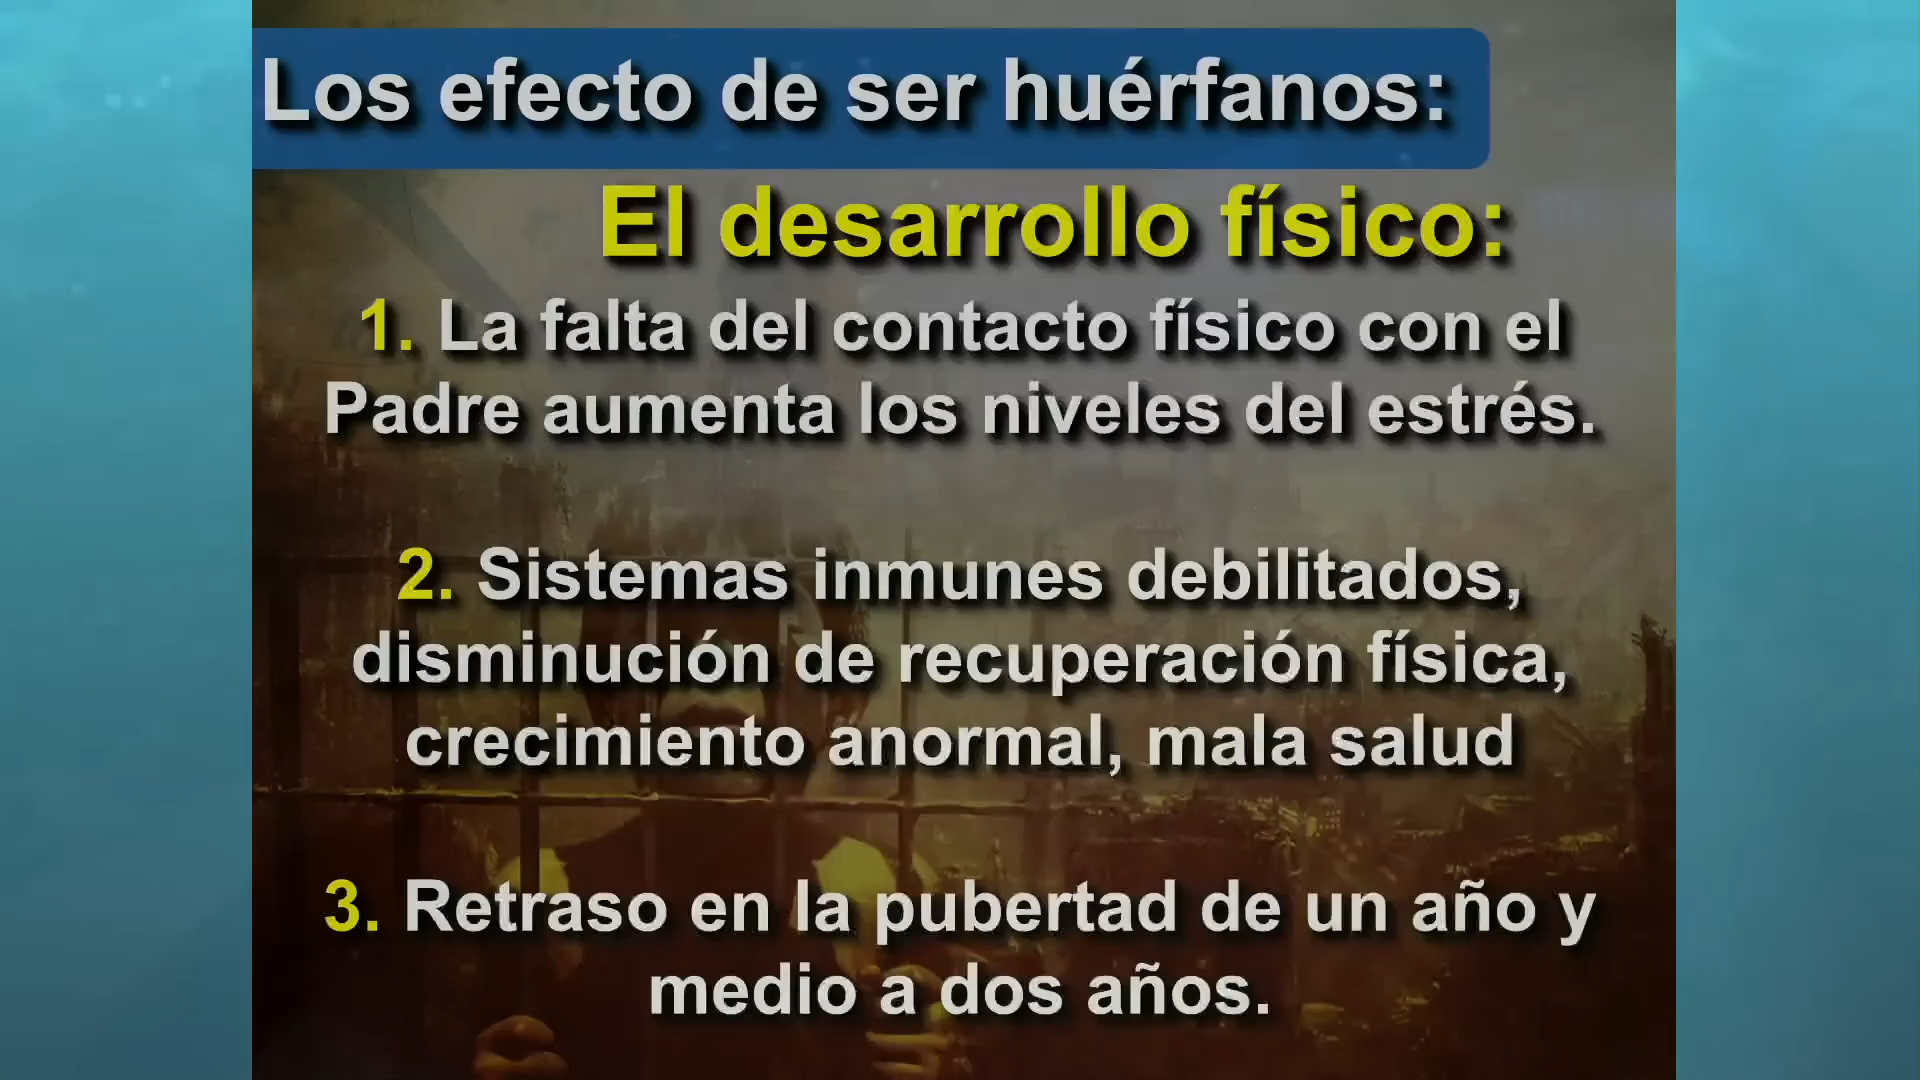 Los efecto de ser huérfanos:
El desarrollo físico:
1. La falta del contacto físico con el
Padre aumenta los niveles del estrés.
2. Sistemas inmunes debilitados,
disminución de recuperación física,
crecimiento anormal, mala salud
3. Retraso en la pubertad de un año y
medio a dos años.